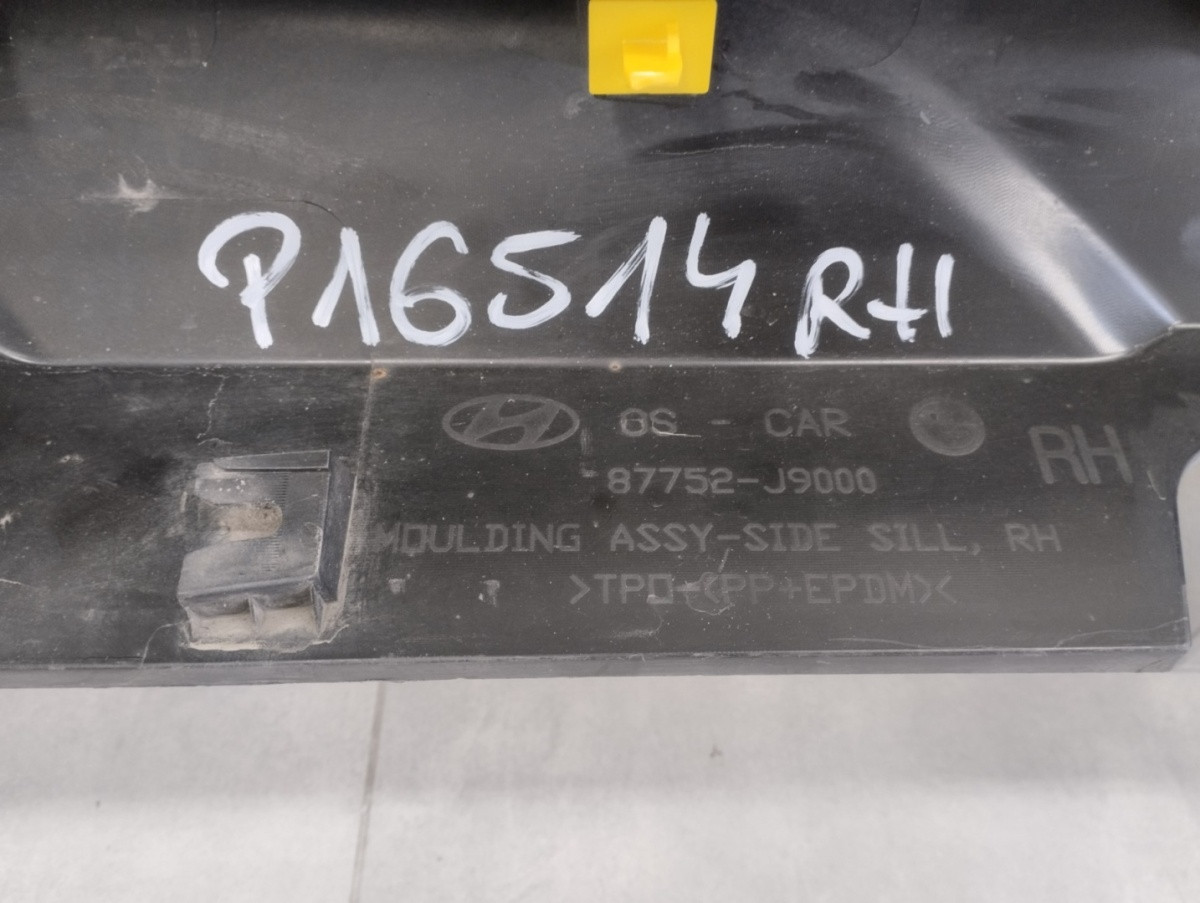 P16514 RH
OS - CAR
RH
87752-J9000
MOULDING ASSY-SIDE SILL, RH
>TPO-(PP+EPDM)<